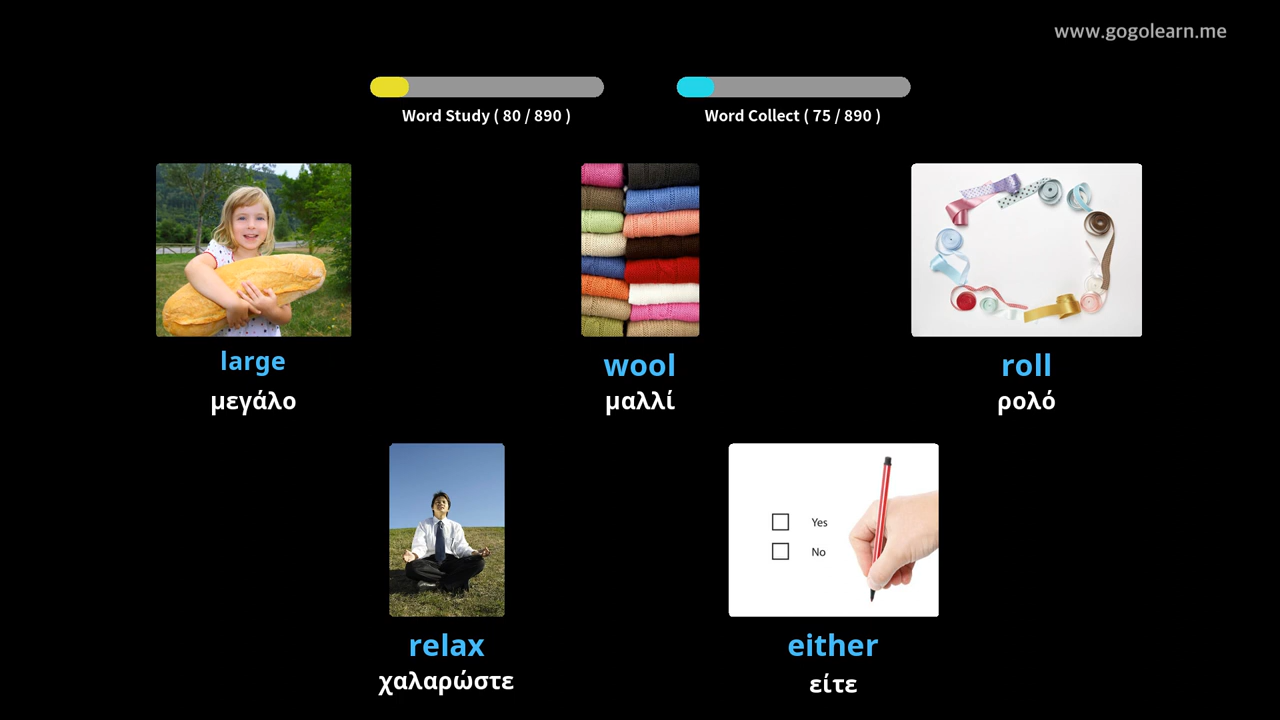 www.gogolearn.me
Word Study ( 80 / 890 )
Word Collect ( 75 / 890 )
large
μεγάλο
wool
μαλλί
roll
ρολό
Yes
No
relax
χαλαρώστε
either
είτε